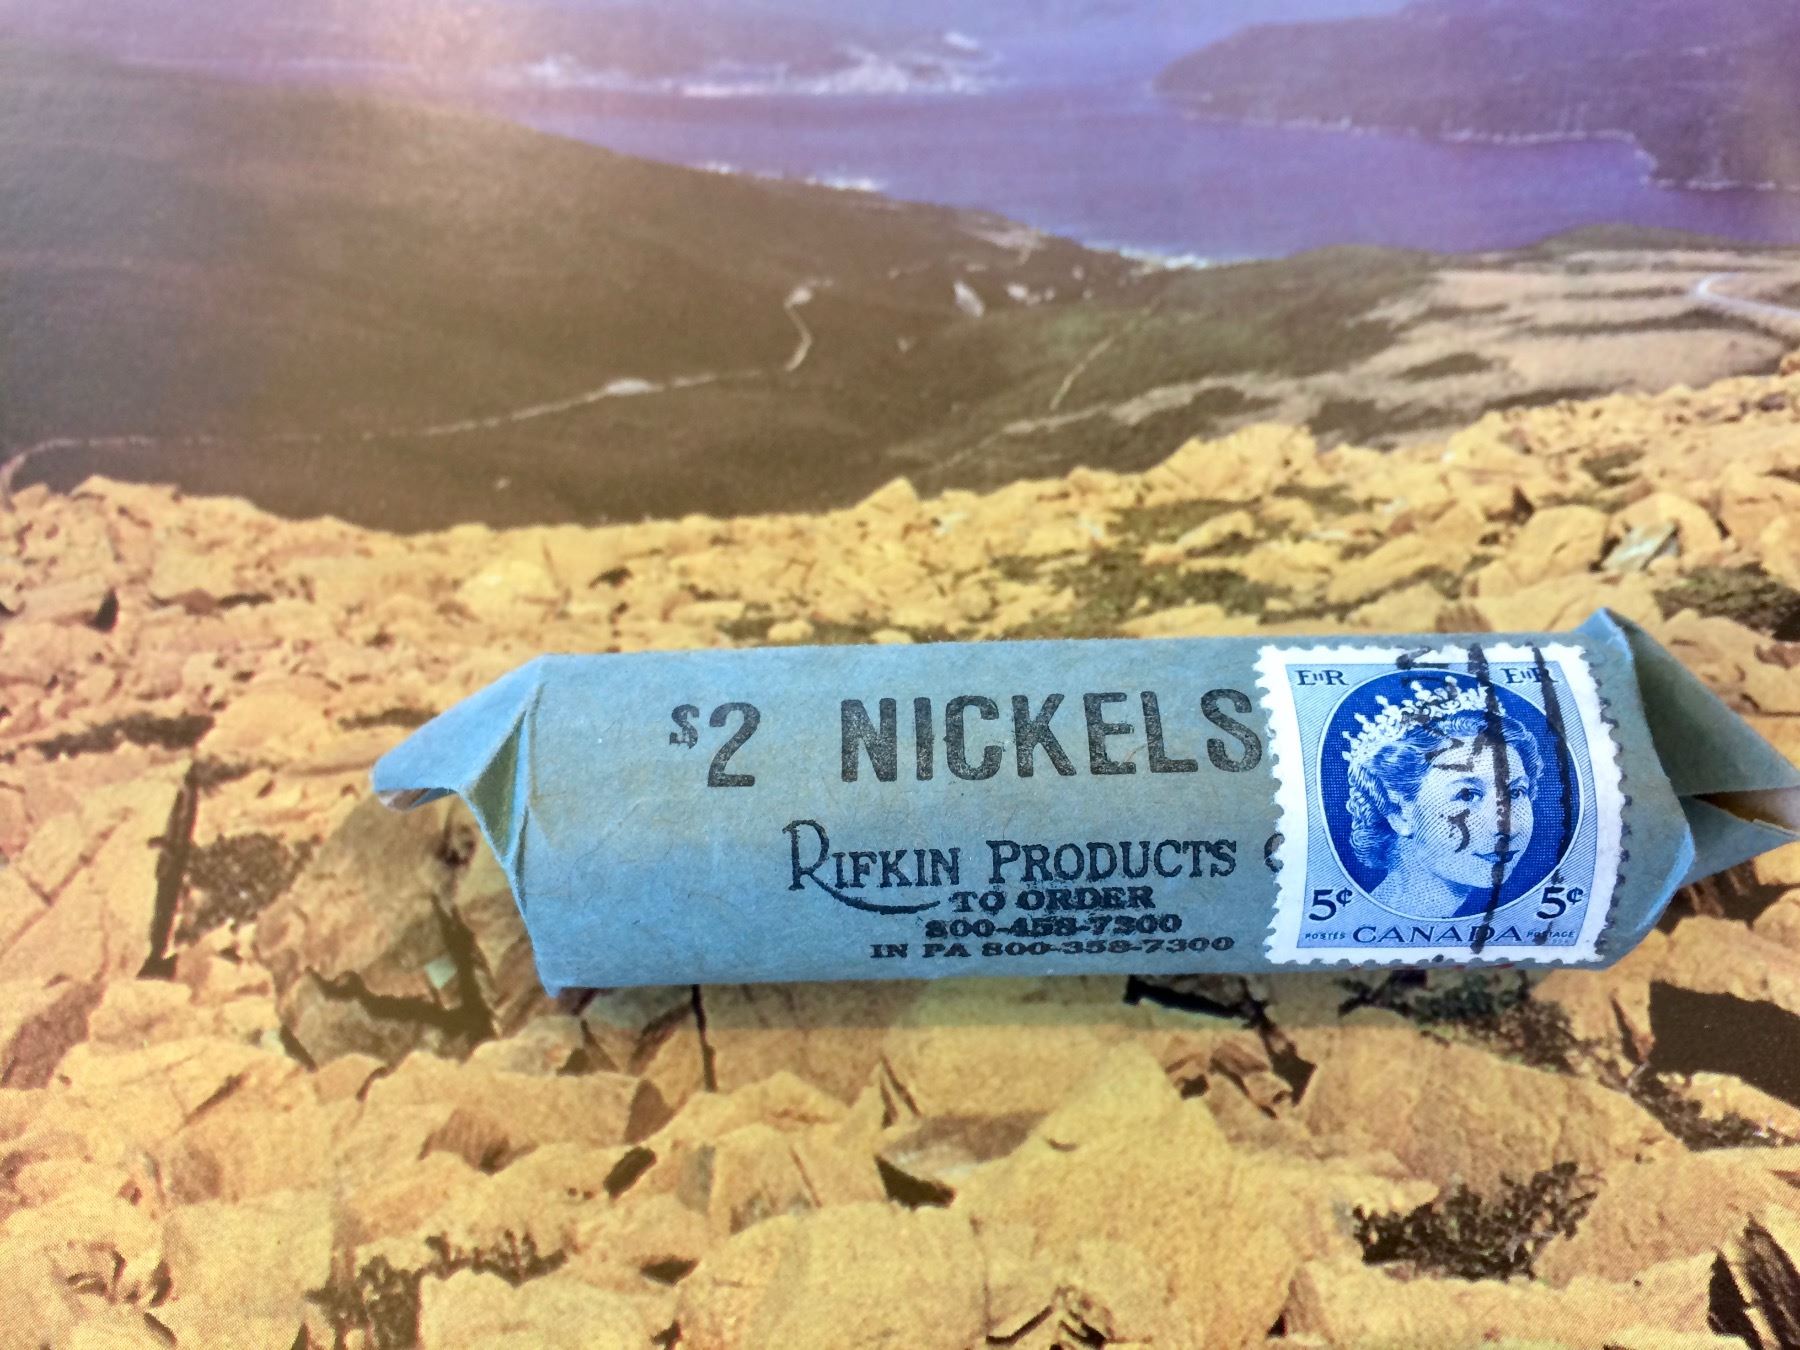 $2 NICKELS
RIFKIN PRODUCTS
TO ORDER
800-458-7300
IN PA 800-358-7300
EIIR EIIR
5¢ 5¢
POSTES CANADA POSTAGE